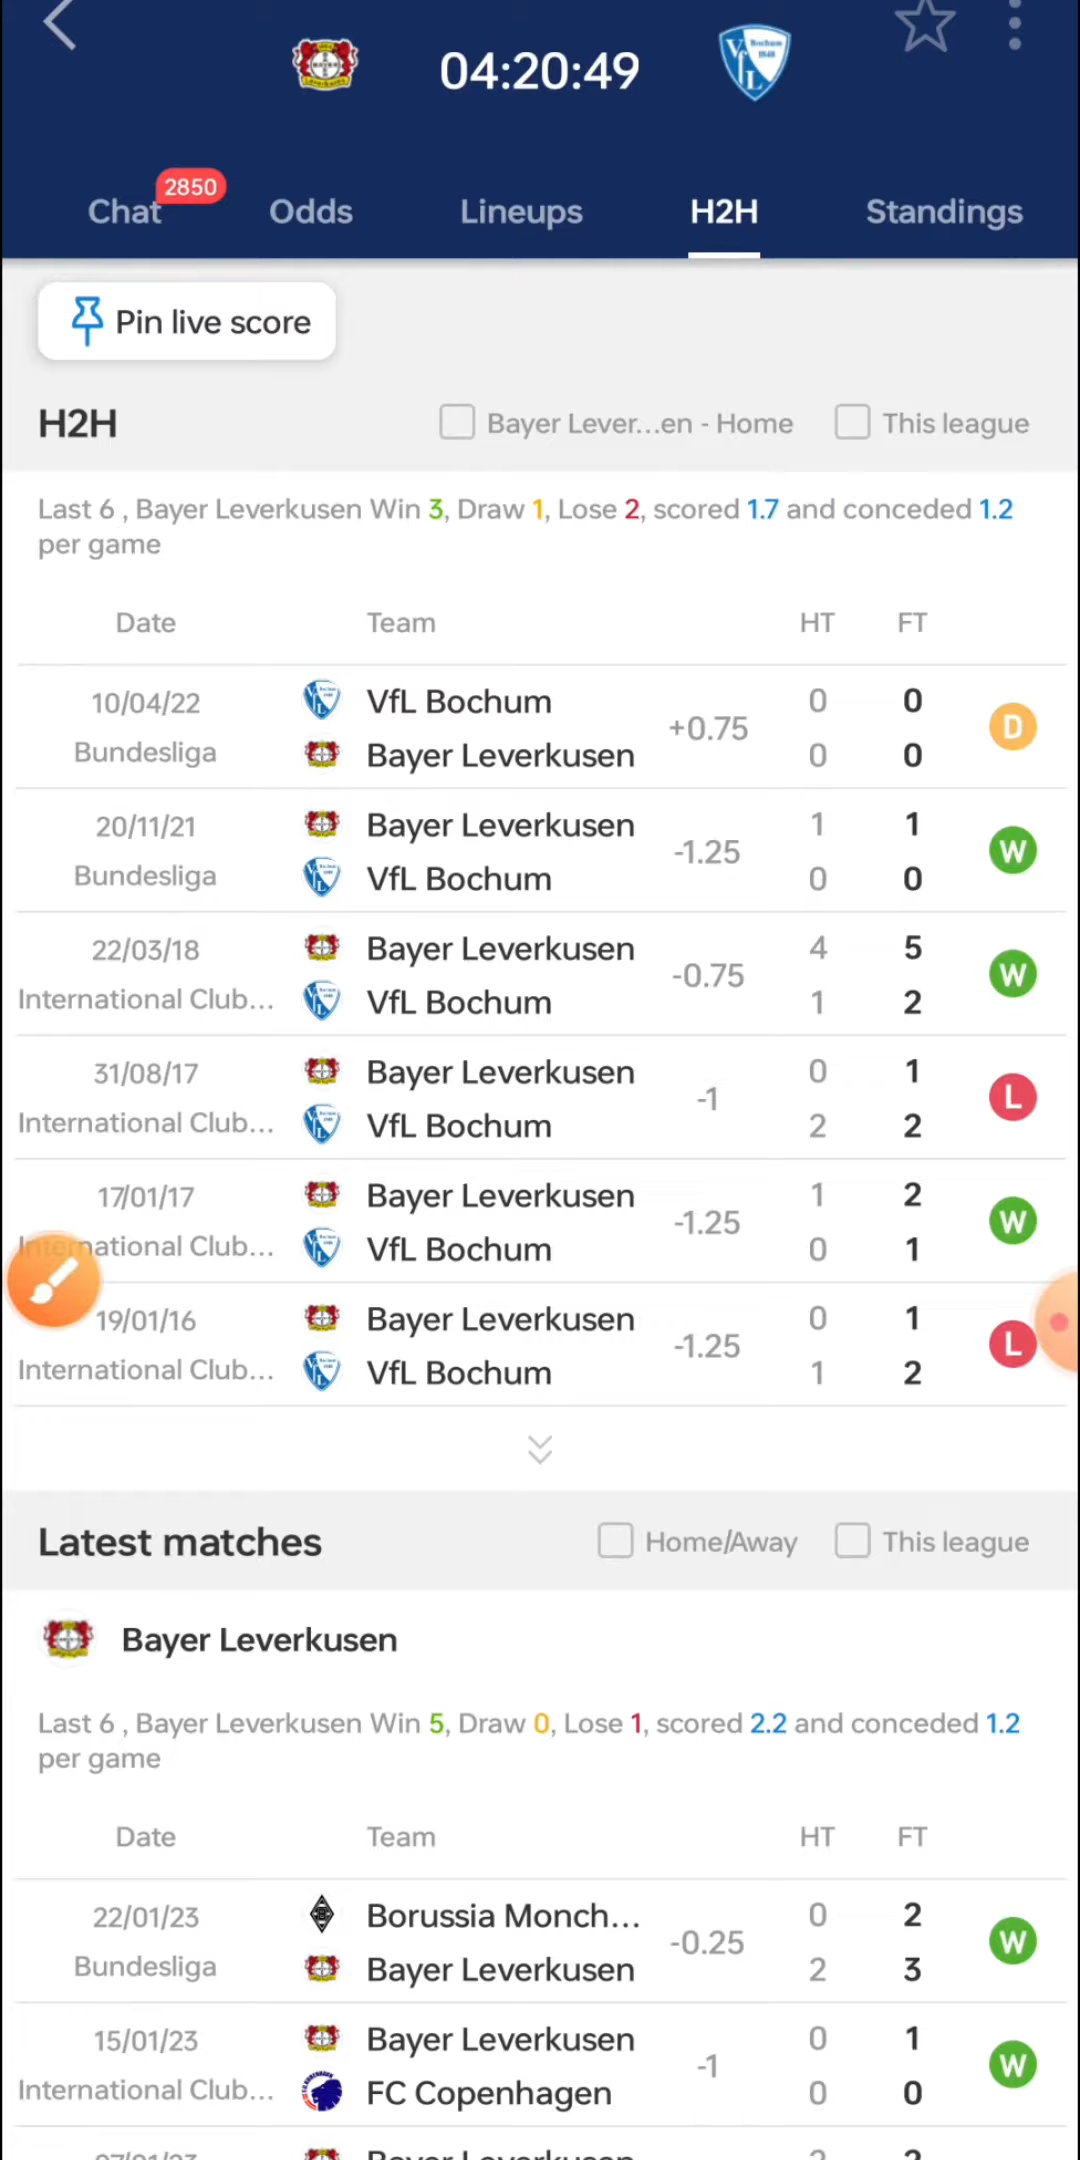 04:20:49
Chat 2850 Odds Lineups H2H Standings
Pin live score
H2H Bayer Lever...en - Home This league
Last 6 , Bayer Leverkusen Win 3, Draw 1, Lose 2, scored 1.7 and conceded 1.2
per game
Date Team HT FT
10/04/22 VfL Bochum 0 0
+0.75 D
Bundesliga Bayer Leverkusen 0 0
20/11/21 Bayer Leverkusen 1 1
-1.25 W
Bundesliga VfL Bochum 0 0
22/03/18 Bayer Leverkusen 4 5
-0.75 W
International Club... VfL Bochum 1 2
31/08/17 Bayer Leverkusen 0 1
-1 L
International Club... VfL Bochum 2 2
17/01/17 Bayer Leverkusen 1 2
-1.25 W
International Club... VfL Bochum 0 1
19/01/16 Bayer Leverkusen 0 1
-1.25 L
International Club... VfL Bochum 1 2
Latest matches Home/Away This league
Bayer Leverkusen
Last 6 , Bayer Leverkusen Win 5, Draw 0, Lose 1, scored 2.2 and conceded 1.2
per game
Date Team HT FT
22/01/23 Borussia Monch... 0 2
-0.25 W
Bundesliga Bayer Leverkusen 2 3
15/01/23 Bayer Leverkusen 0 1
-1 W
International Club... FC Copenhagen 0 0
Bayer Leverkusen